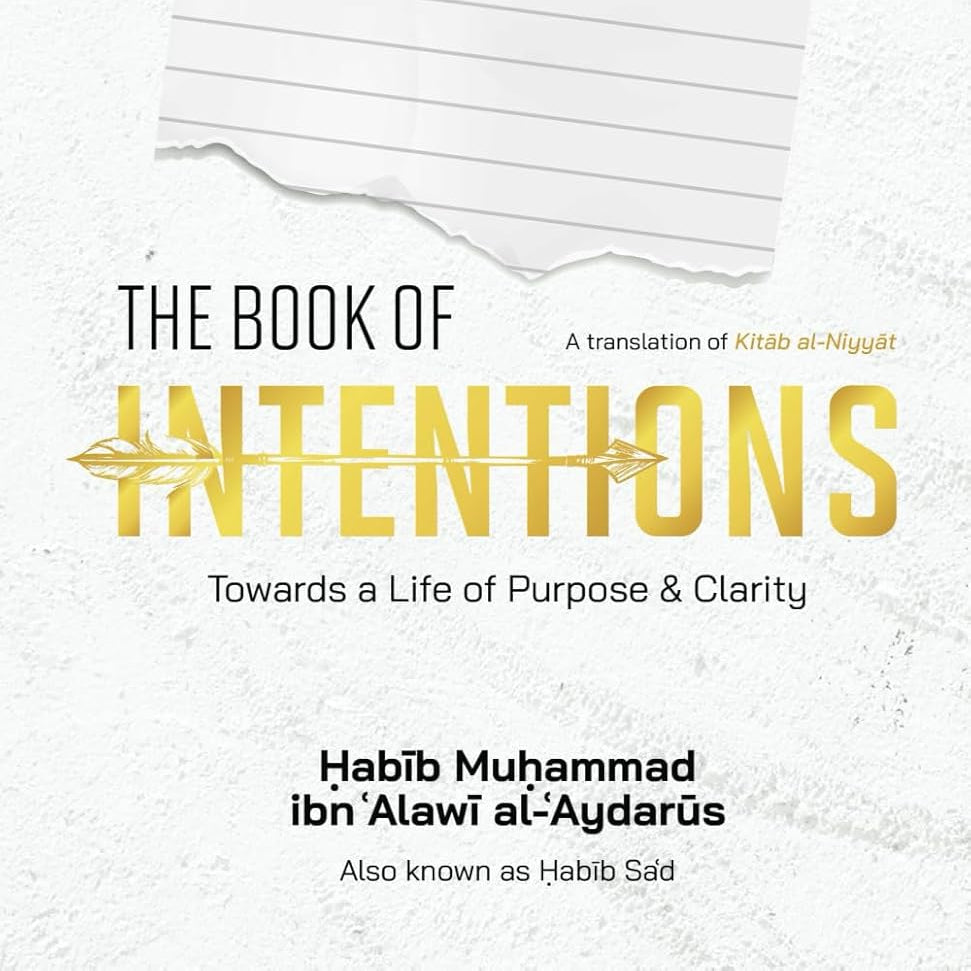 THE BOOK OF
A translation of Kitāb al-Niyyāt
INTENTIONS
Towards a Life of Purpose & Clarity
Ḥabīb Muḥammad
ibn ʿAlawī al-ʿAydarūs
Also known as Ḥabīb Saʿd